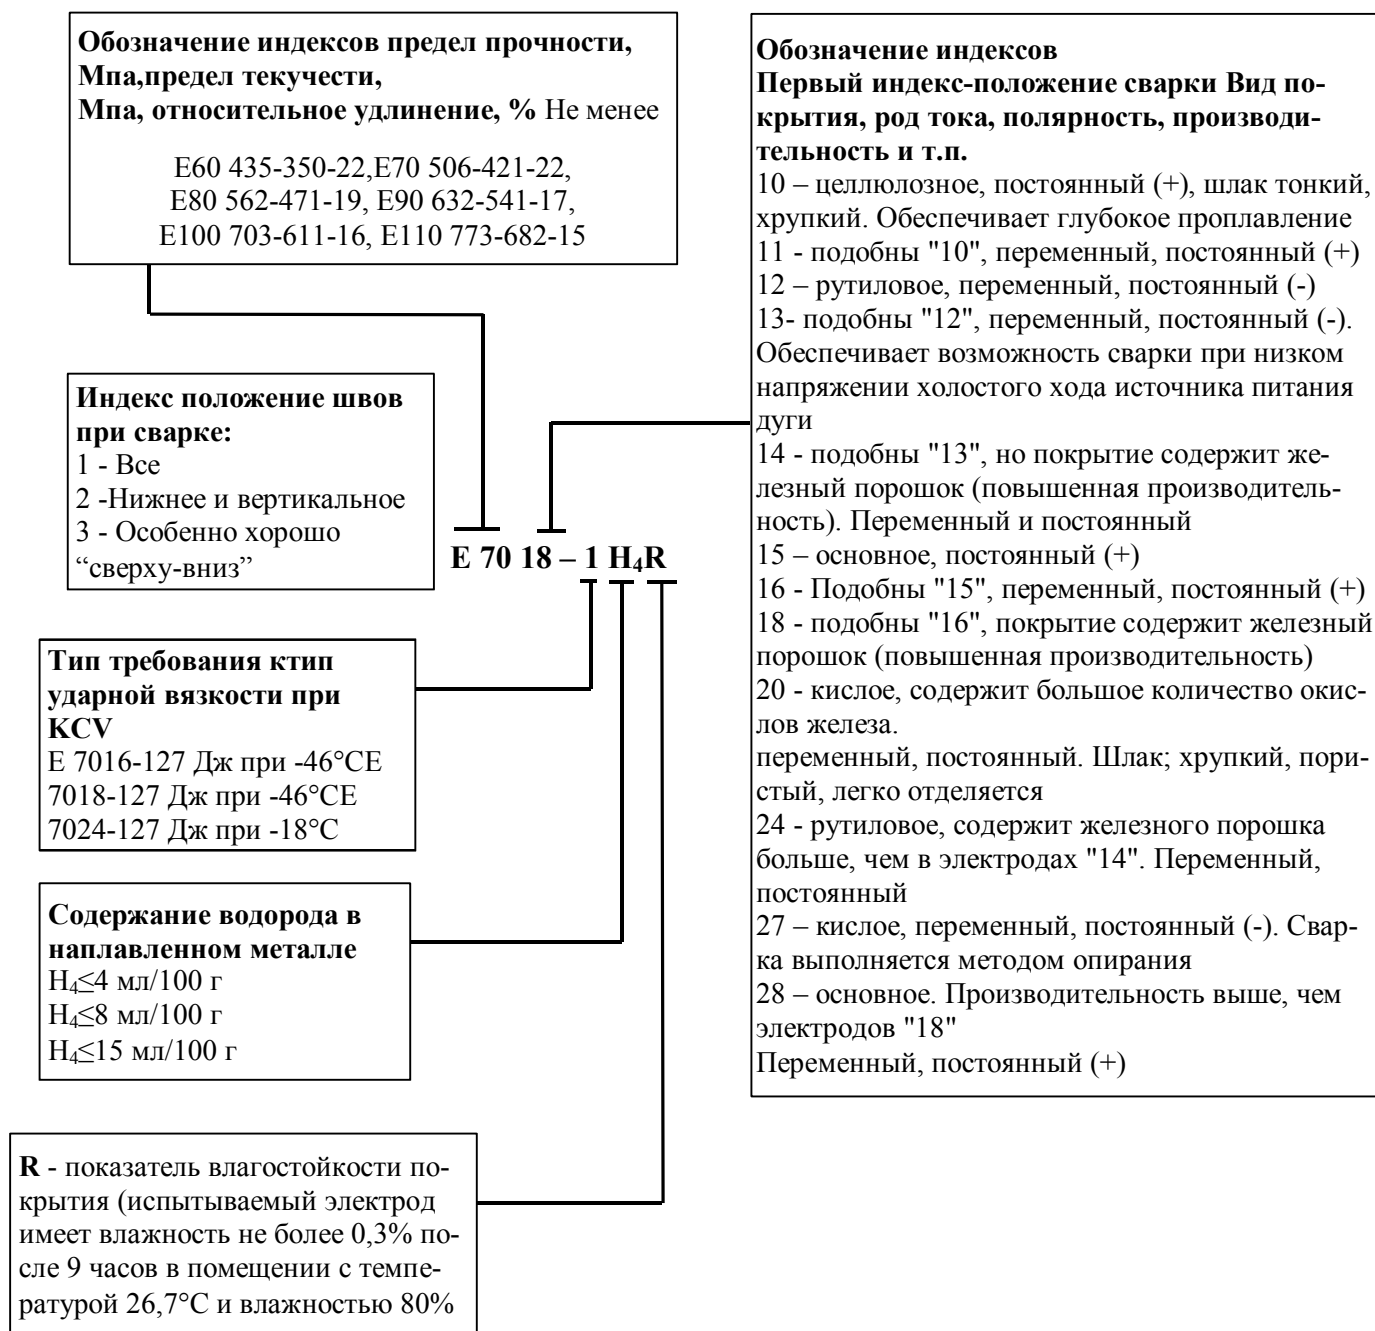 Обозначение индексов предел прочности,
Мпа,предел текучести,
Мпа, относительное удлинение, % Не менее
Е60 435-350-22,Е70 506-421-22,
Е80 562-471-19, Е90 632-541-17,
Е100 703-611-16, Е110 773-682-15
Индекс положение швов
при сварке:
1 - Все
2 -Нижнее и вертикальное
3 - Особенно хорошо
“сверху-вниз”
Е 70 18 – 1 Н₄R
Тип требования ктип
ударной вязкости при
KCV
Е 7016-127 Дж при -46°СЕ
7018-127 Дж при -46°СЕ
7024-127 Дж при -18°С
Содержание водорода в
наплавленном металле
Н₄≤4 мл/100 г
Н₄≤8 мл/100 г
Н₄≤15 мл/100 г
R - показатель влагостойкости по-
крытия (испытываемый электрод
имеет влажность не более 0,3% по-
сле 9 часов в помещении с темпе-
ратурой 26,7°С и влажностью 80%
Обозначение индексов
Первый индекс-положение сварки Вид по-
крытия, род тока, полярность, производи-
тельность и т.п.
10 – целлюлозное, постоянный (+), шлак тонкий,
хрупкий. Обеспечивает глубокое проплавление
11 - подобны "10", переменный, постоянный (+)
12 – рутиловое, переменный, постоянный (-)
13- подобны "12", переменный, постоянный (-).
Обеспечивает возможность сварки при низком
напряжении холостого хода источника питания
дуги
14 - подобны "13", но покрытие содержит же-
лезный порошок (повышенная производитель-
ность). Переменный и постоянный
15 – основное, постоянный (+)
16 - Подобны "15", переменный, постоянный (+)
18 - подобны "16", покрытие содержит железный
порошок (повышенная производительность)
20 - кислое, содержит большое количество окис-
лов железа.
переменный, постоянный. Шлак; хрупкий, пори-
стый, легко отделяется
24 - рутиловое, содержит железного порошка
больше, чем в электродах "14". Переменный,
постоянный
27 – кислое, переменный, постоянный (-). Свар-
ка выполняется методом опирания
28 – основное. Производительность выше, чем
электродов "18"
Переменный, постоянный (+)